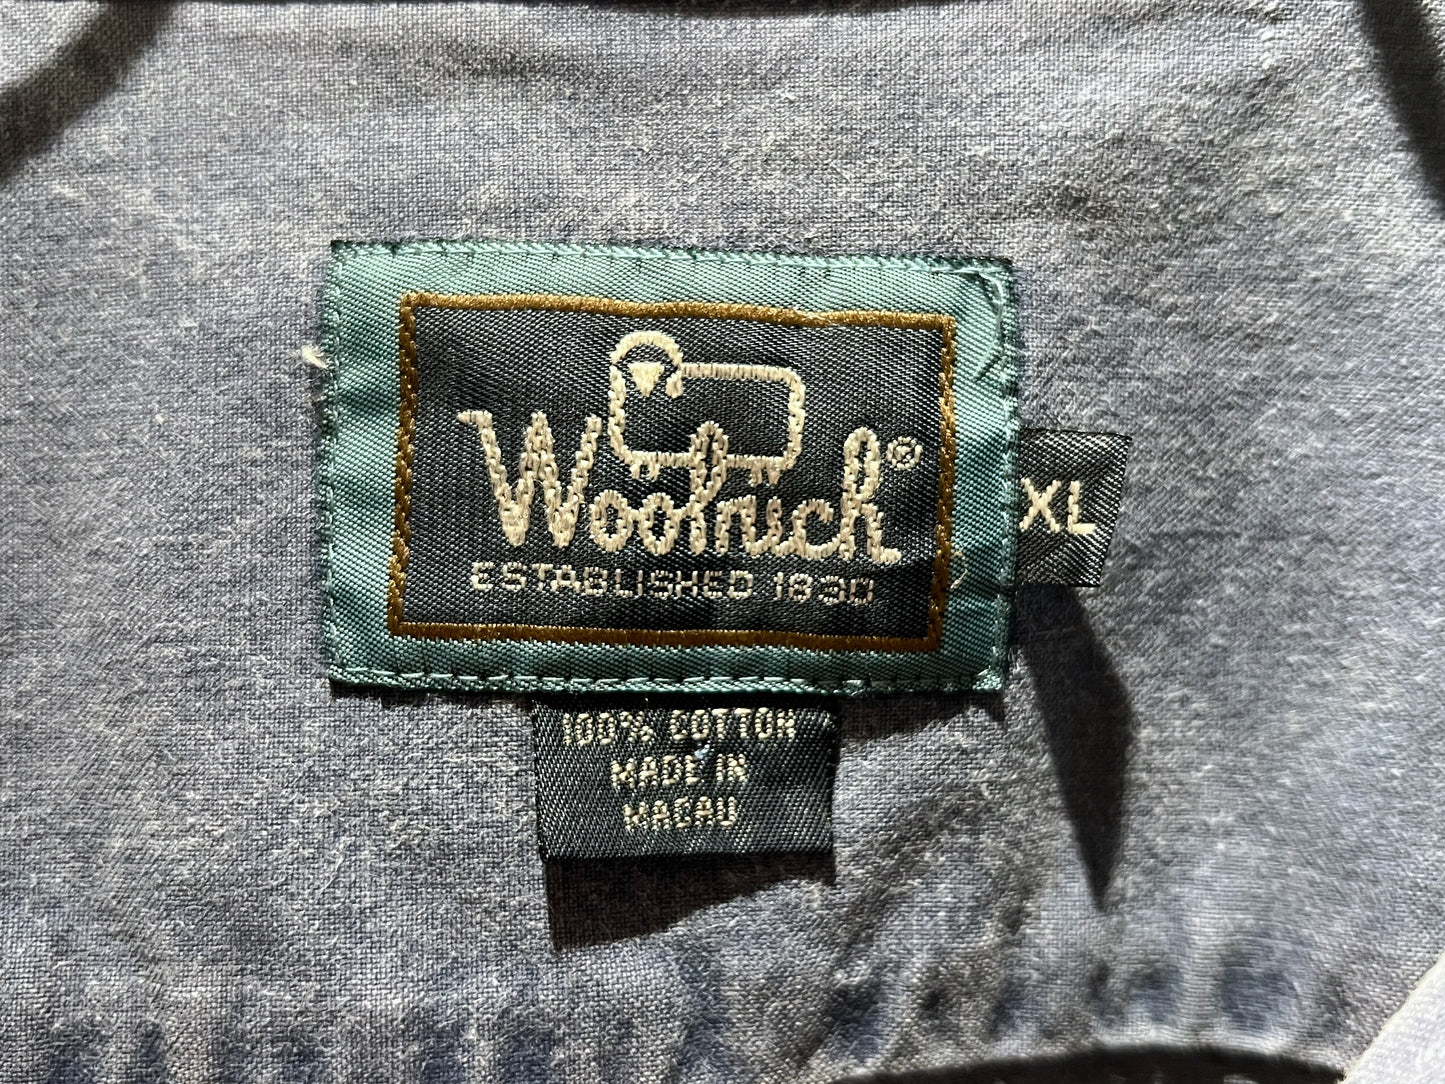 Woolrich®
XL
ESTABLISHED 1830
100% COTTON
MADE IN
MACAU